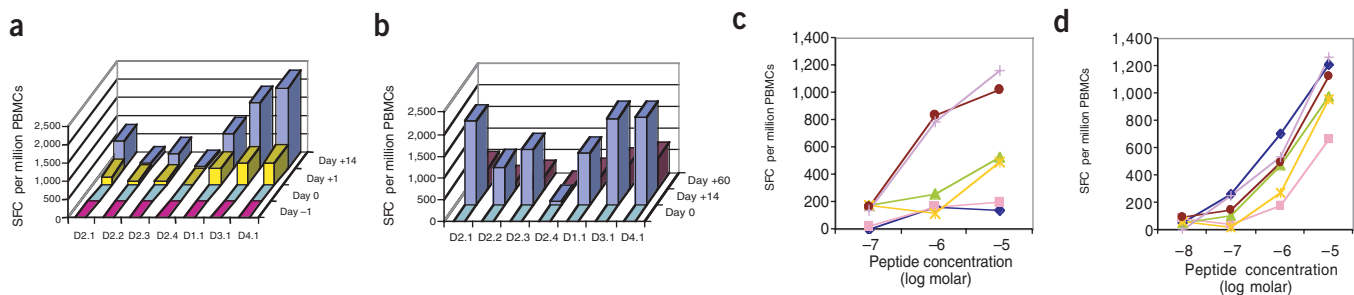 a
SFC per million PBMCs
2,500
2,000
1,500
1,000
500
0
D2.1 D2.2 D2.3 D2.4 D1.1 D3.1 D4.1
Day +14
Day +1
Day 0
Day –1
b
SFC per million PBMCs
2,500
2,000
1,500
1,000
500
0
D2.1 D2.2 D2.3 D2.4 D1.1 D3.1 D4.1
Day +60
Day +14
Day 0
c
SFC per million PBMCs
1,400
1,200
1,000
800
600
400
200
0
–7 –6 –5
Peptide concentration
(log molar)
d
SFC per million PBMCs
1,400
1,200
1,000
800
600
400
200
0
–8 –7 –6 –5
Peptide concentration
(log molar)